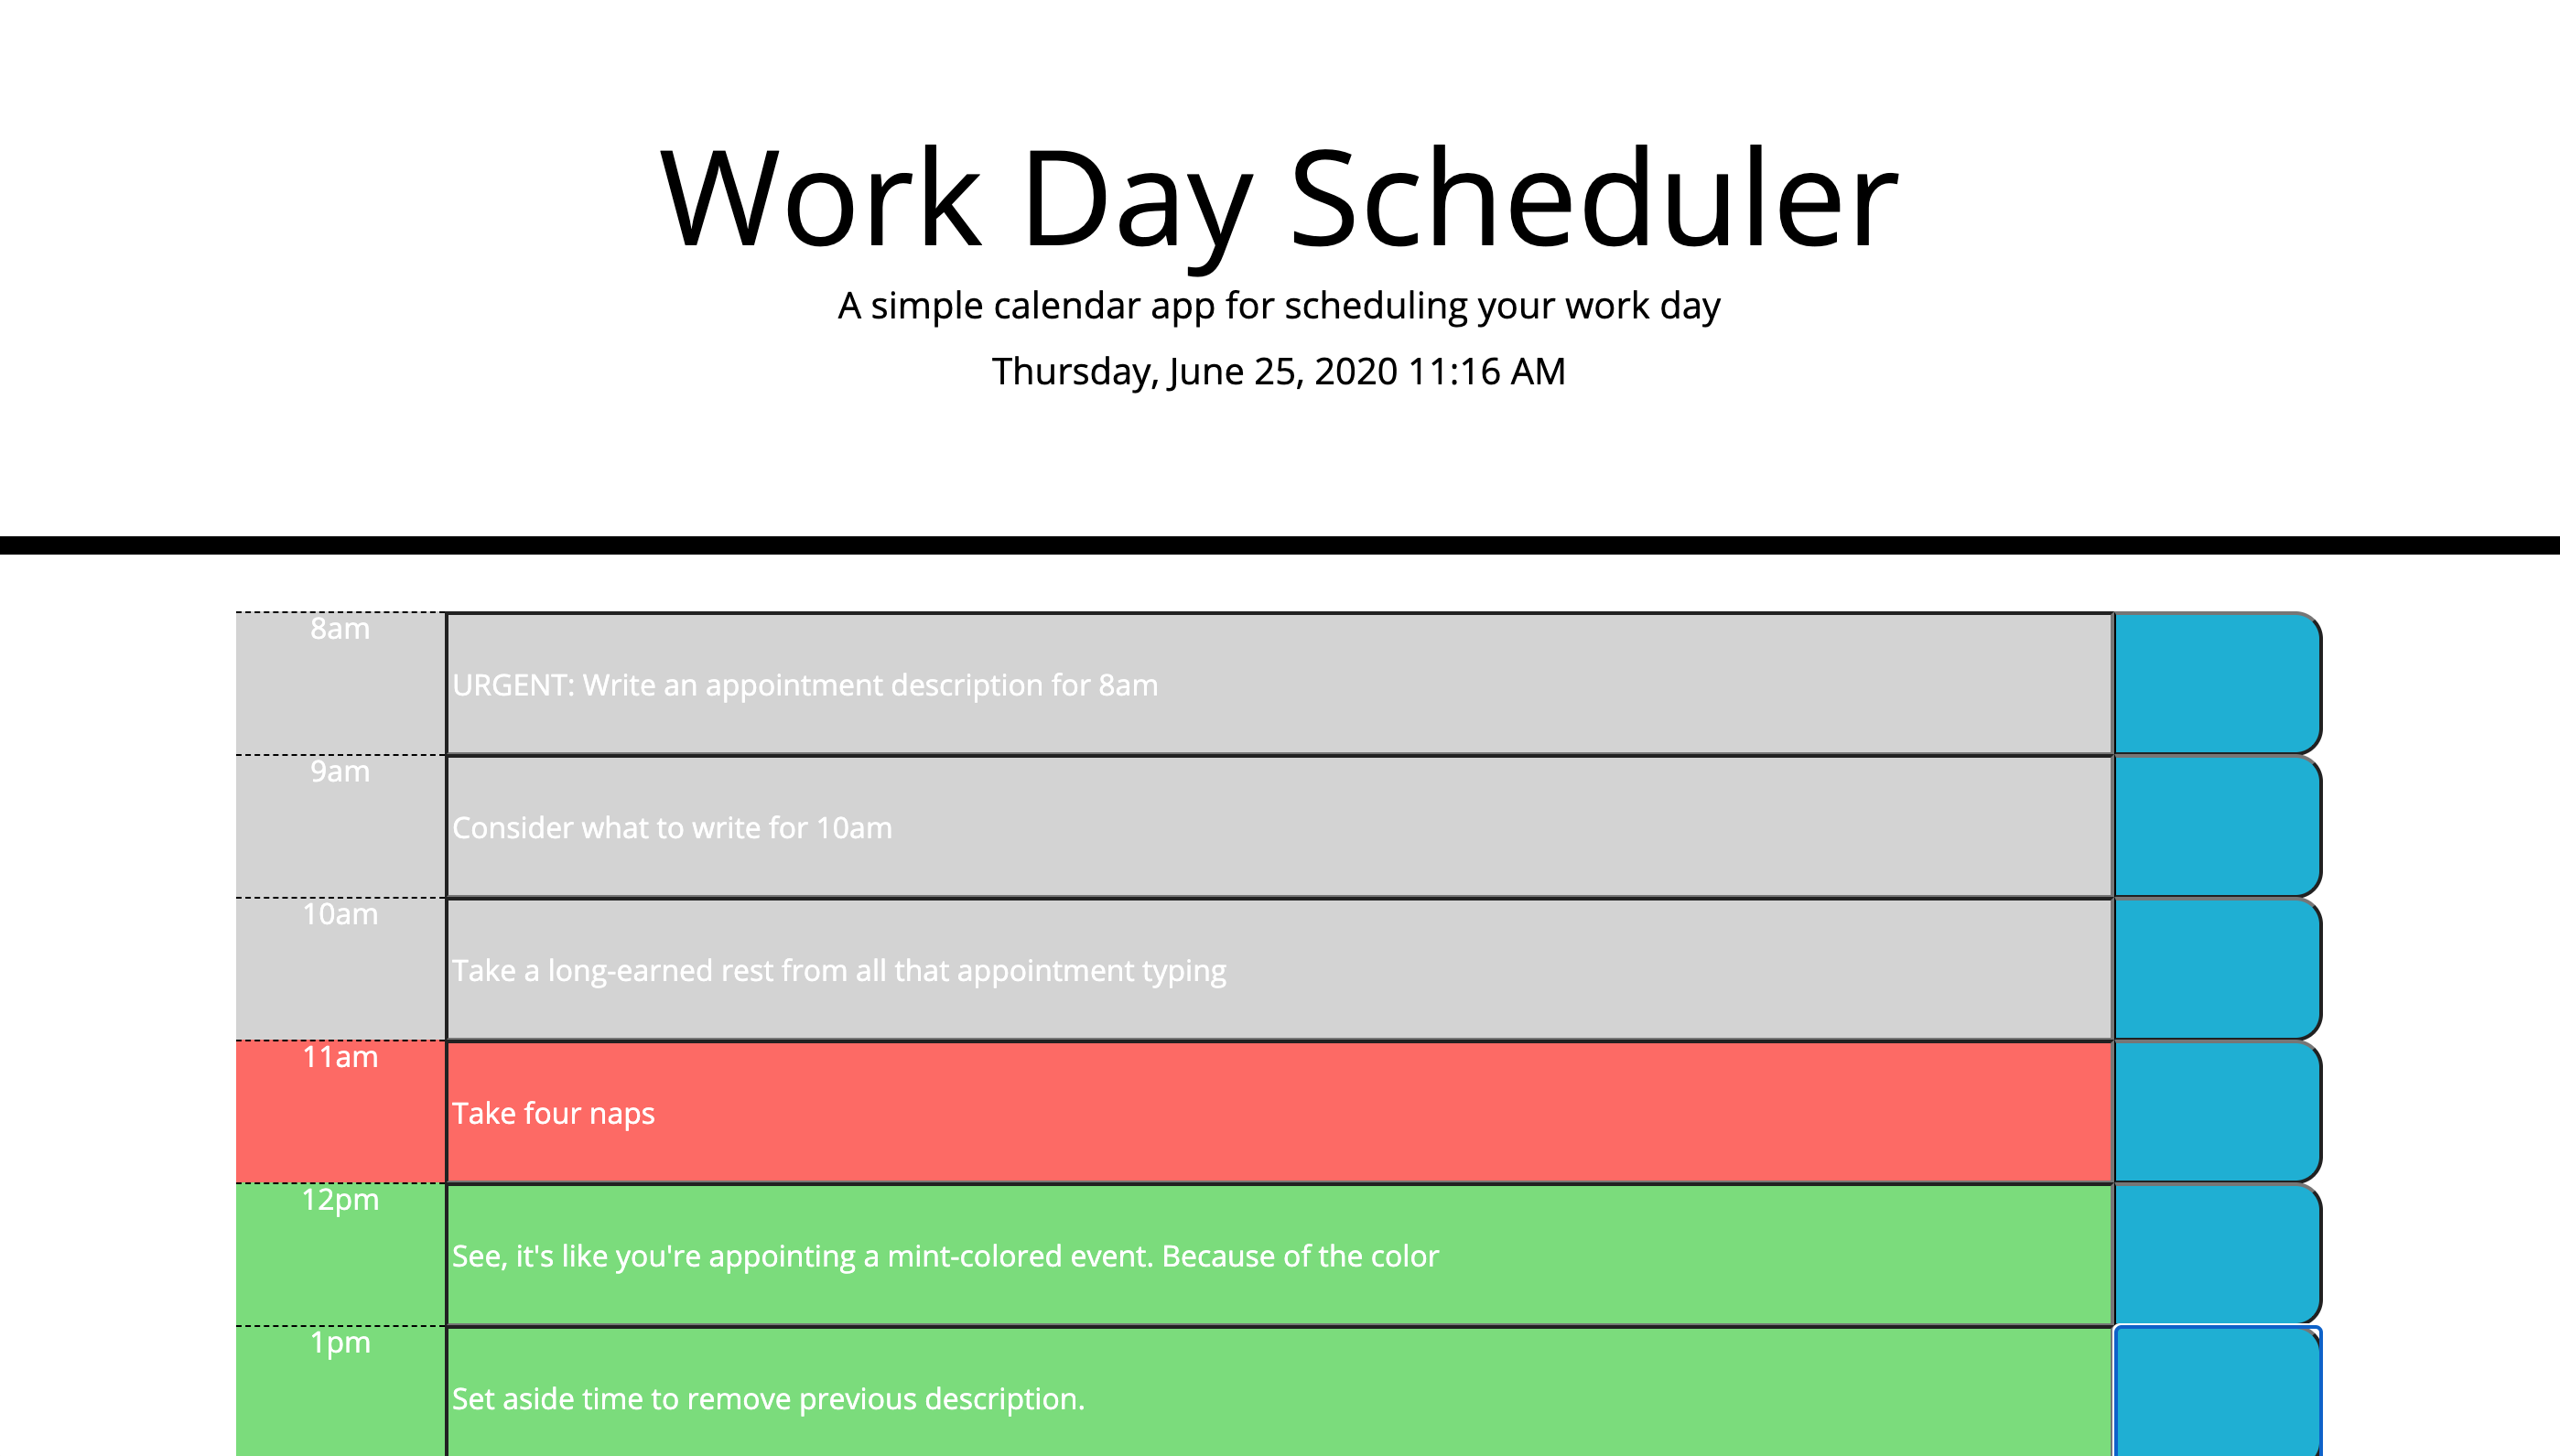 Work Day Scheduler
A simple calendar app for scheduling your work day
Thursday, June 25, 2020 11:16 AM
8am
URGENT: Write an appointment description for 8am
9am
Consider what to write for 10am
10am
Take a long-earned rest from all that appointment typing
11am
Take four naps
12pm
See, it's like you're appointing a mint-colored event. Because of the color
1pm
Set aside time to remove previous description.